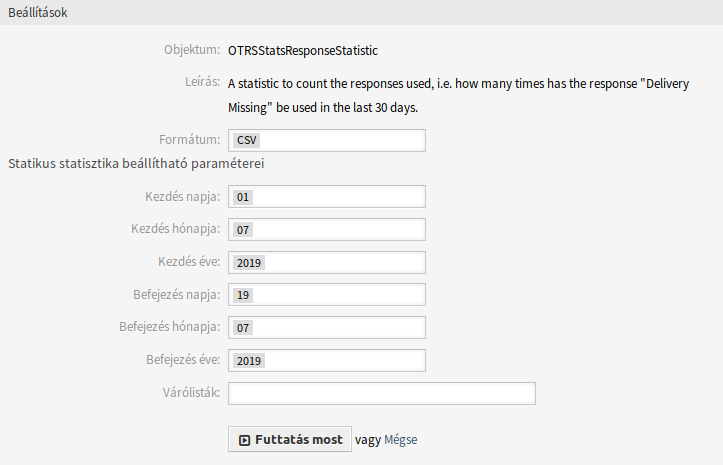 Beállítások
Objektum: OTRSStatsResponseStatistic
Leírás: A statistic to count the responses used, i.e. how many times has the response "Delivery
Missing" be used in the last 30 days.
Formátum: CSV
Statikus statisztika beállítható paraméterei
Kezdés napja: 01
Kezdés hónapja: 07
Kezdés éve: 2019
Befejezés napja: 19
Befejezés hónapja: 07
Befejezés éve: 2019
Várólisták:
Futtatás most vagy Mégse